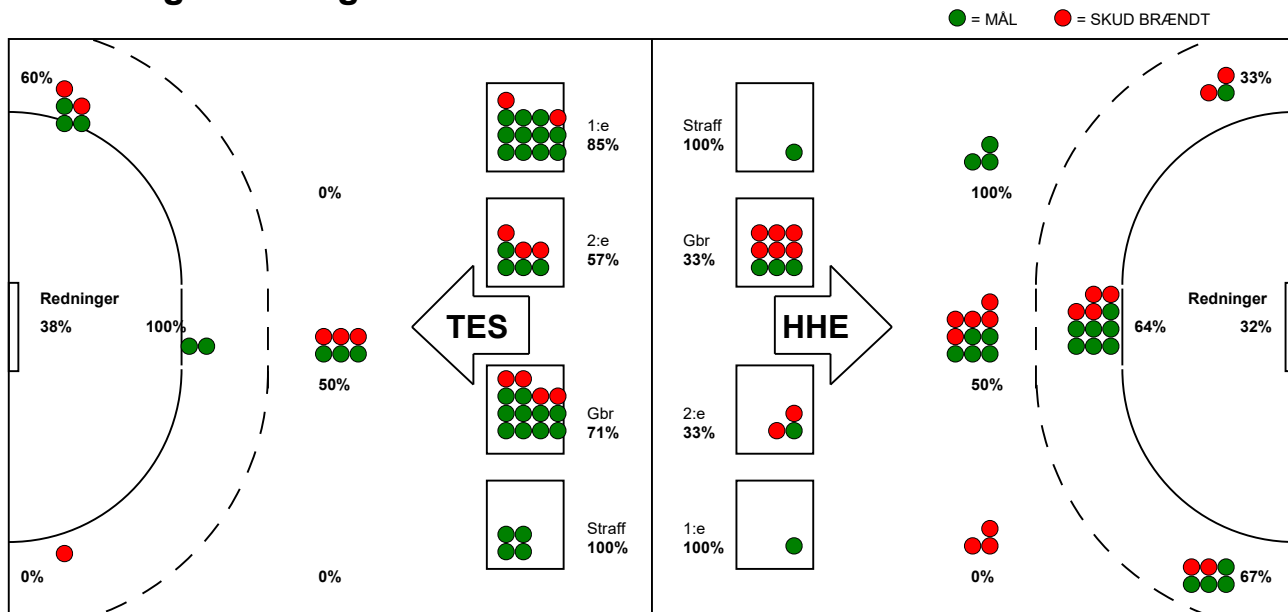 = MÅL
= SKUD BRÆNDT
60%
0%
Redninger
38%
100%
50%
0%
0%
1:e
85%
2:e
57%
TES
Gbr
71%
Straff
100%
Straff
100%
Gbr
33%
HHE
2:e
33%
1:e
100%
33%
100%
Redninger
64%
32%
50%
0%
67%